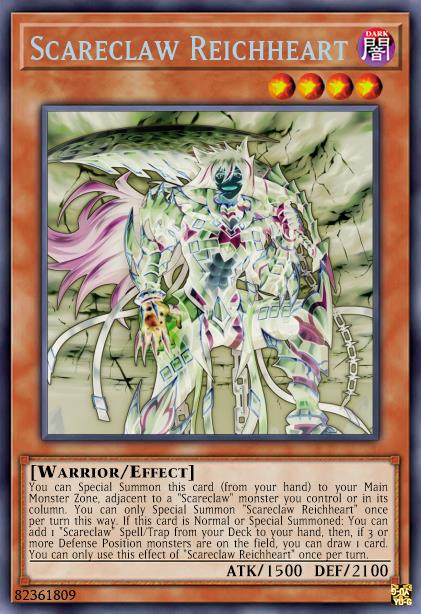 Scareclaw Reichheart
DARK
闇
[Warrior/Effect]
You can Special Summon this card (from your hand) to your Main
Monster Zone, adjacent to a "Scareclaw" monster you control or in its
column. You can only Special Summon "Scareclaw Reichheart" once
per turn this way. If this card is Normal or Special Summoned: You can
add 1 "Scareclaw" Spell/Trap from your Deck to your hand, then, if 3 or
more Defense Position monsters are on the field, you can draw 1 card.
You can only use this effect of "Scareclaw Reichheart" once per turn.
ATK/1500 DEF/2100
82361809